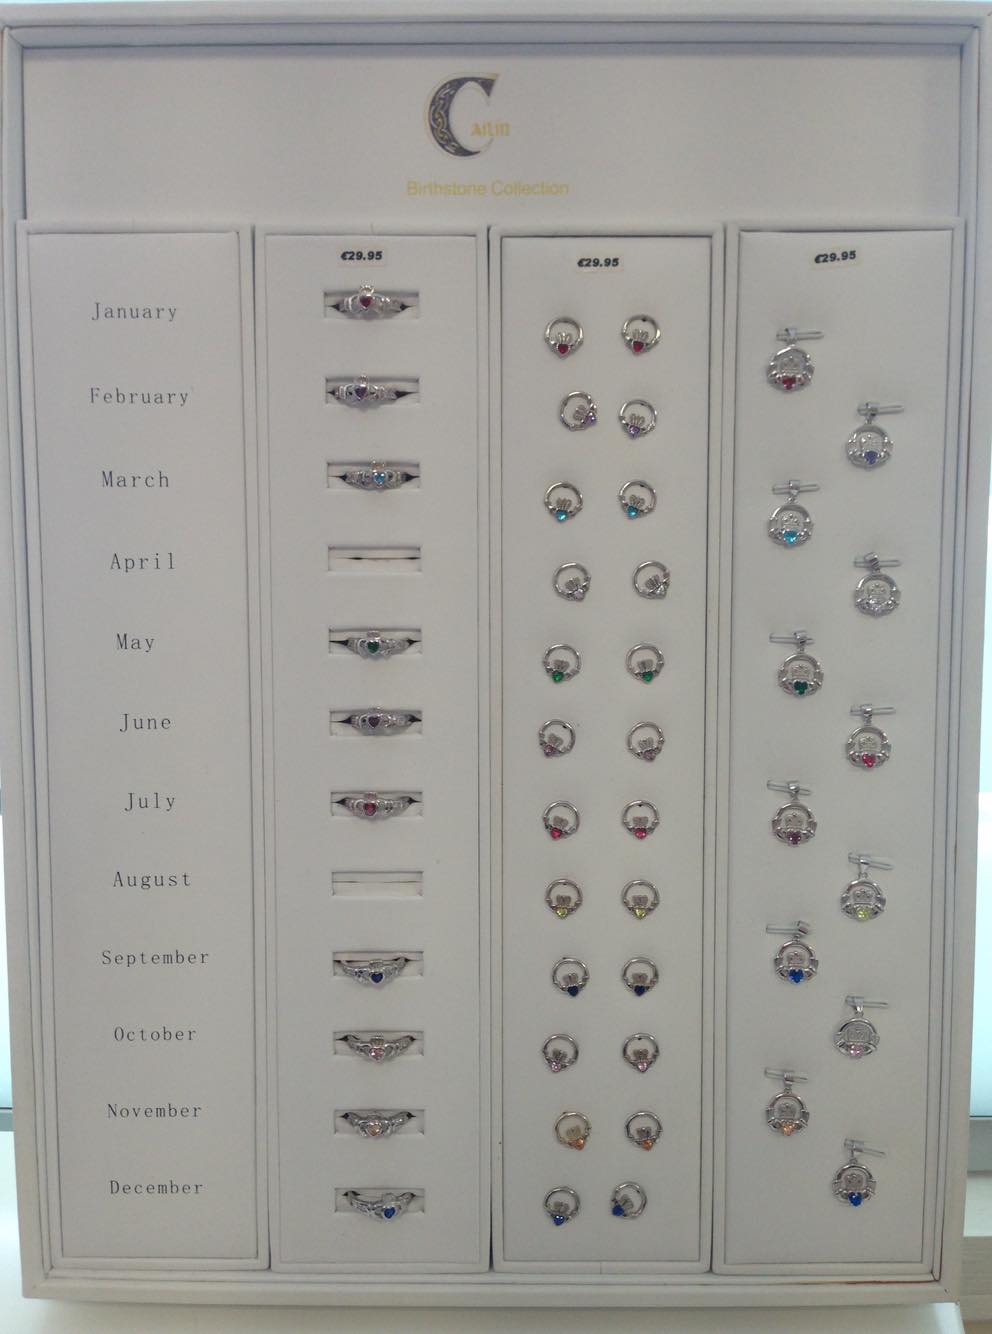 Cailín
Birthstone Collection
€29.95
€29.95
€29.95
January
February
March
April
May
June
July
August
September
October
November
December